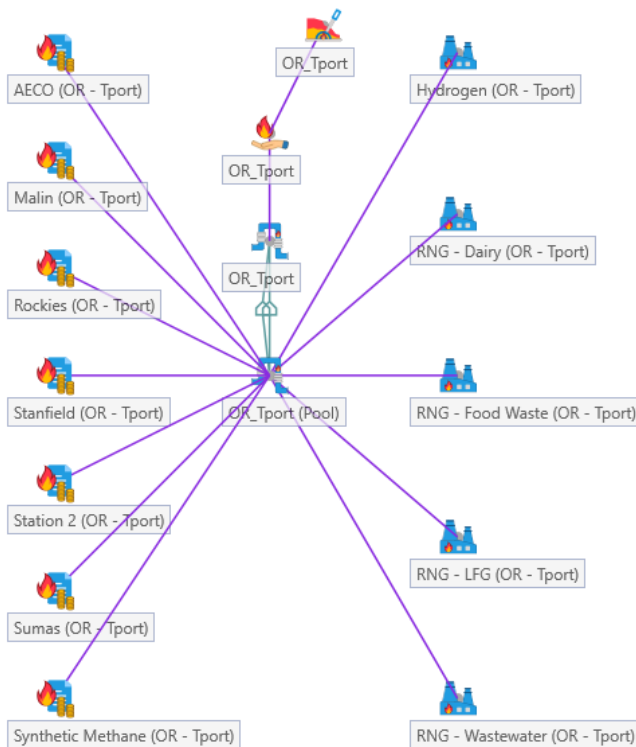 OR_Tport
AECO (OR - Tport)
Hydrogen (OR - Tport)
OR_Tport
Malin (OR - Tport)
RNG - Dairy (OR - Tport)
OR_Tport
Rockies (OR - Tport)
Stanfield (OR - Tport)
OR_Tport (Pool)
RNG - Food Waste (OR - Tport)
Station 2 (OR - Tport)
RNG - LFG (OR - Tport)
Sumas (OR - Tport)
Synthetic Methane (OR - Tport)
RNG - Wastewater (OR - Tport)